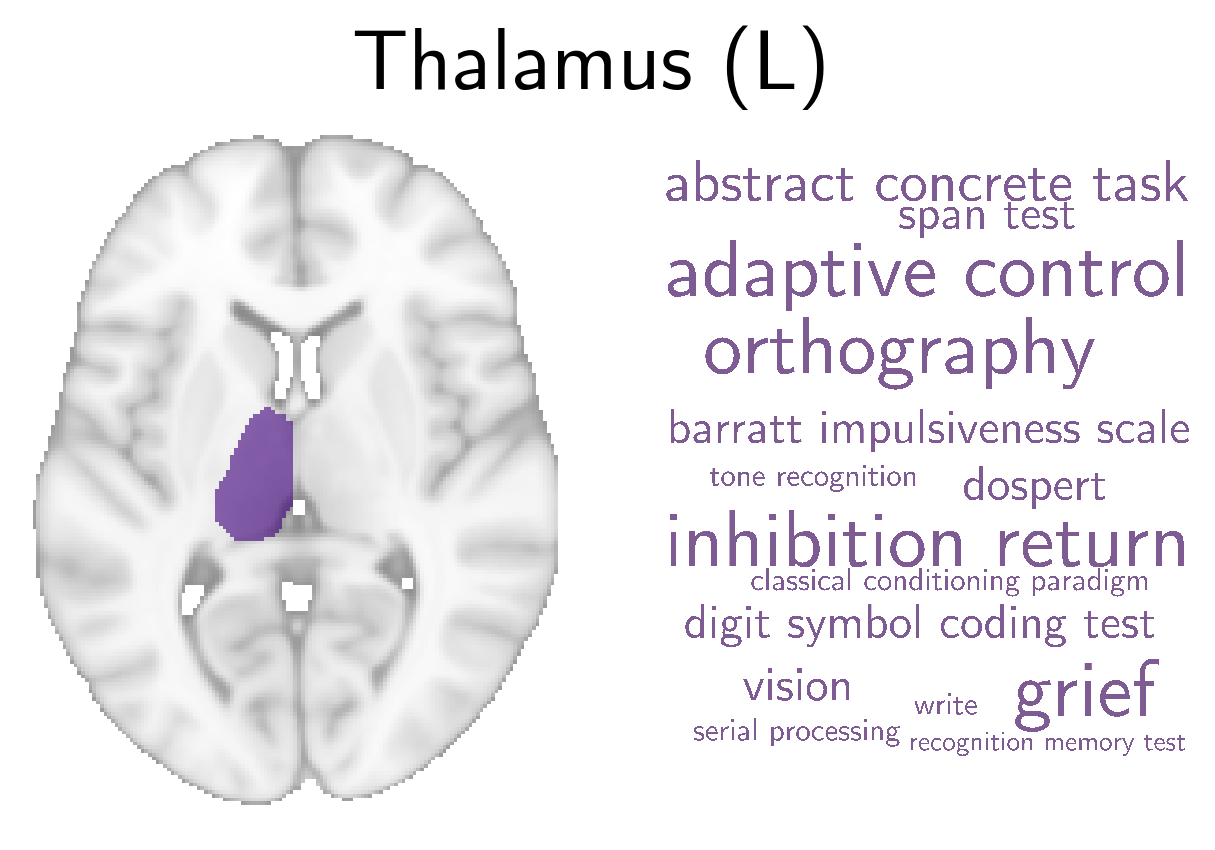 Thalamus (L)
abstract concrete task
span test
adaptive control
orthography
barratt impulsiveness scale
tone recognition dospert
inhibition return
classical conditioning paradigm
digit symbol coding test
vision write grief
serial processing recognition memory test